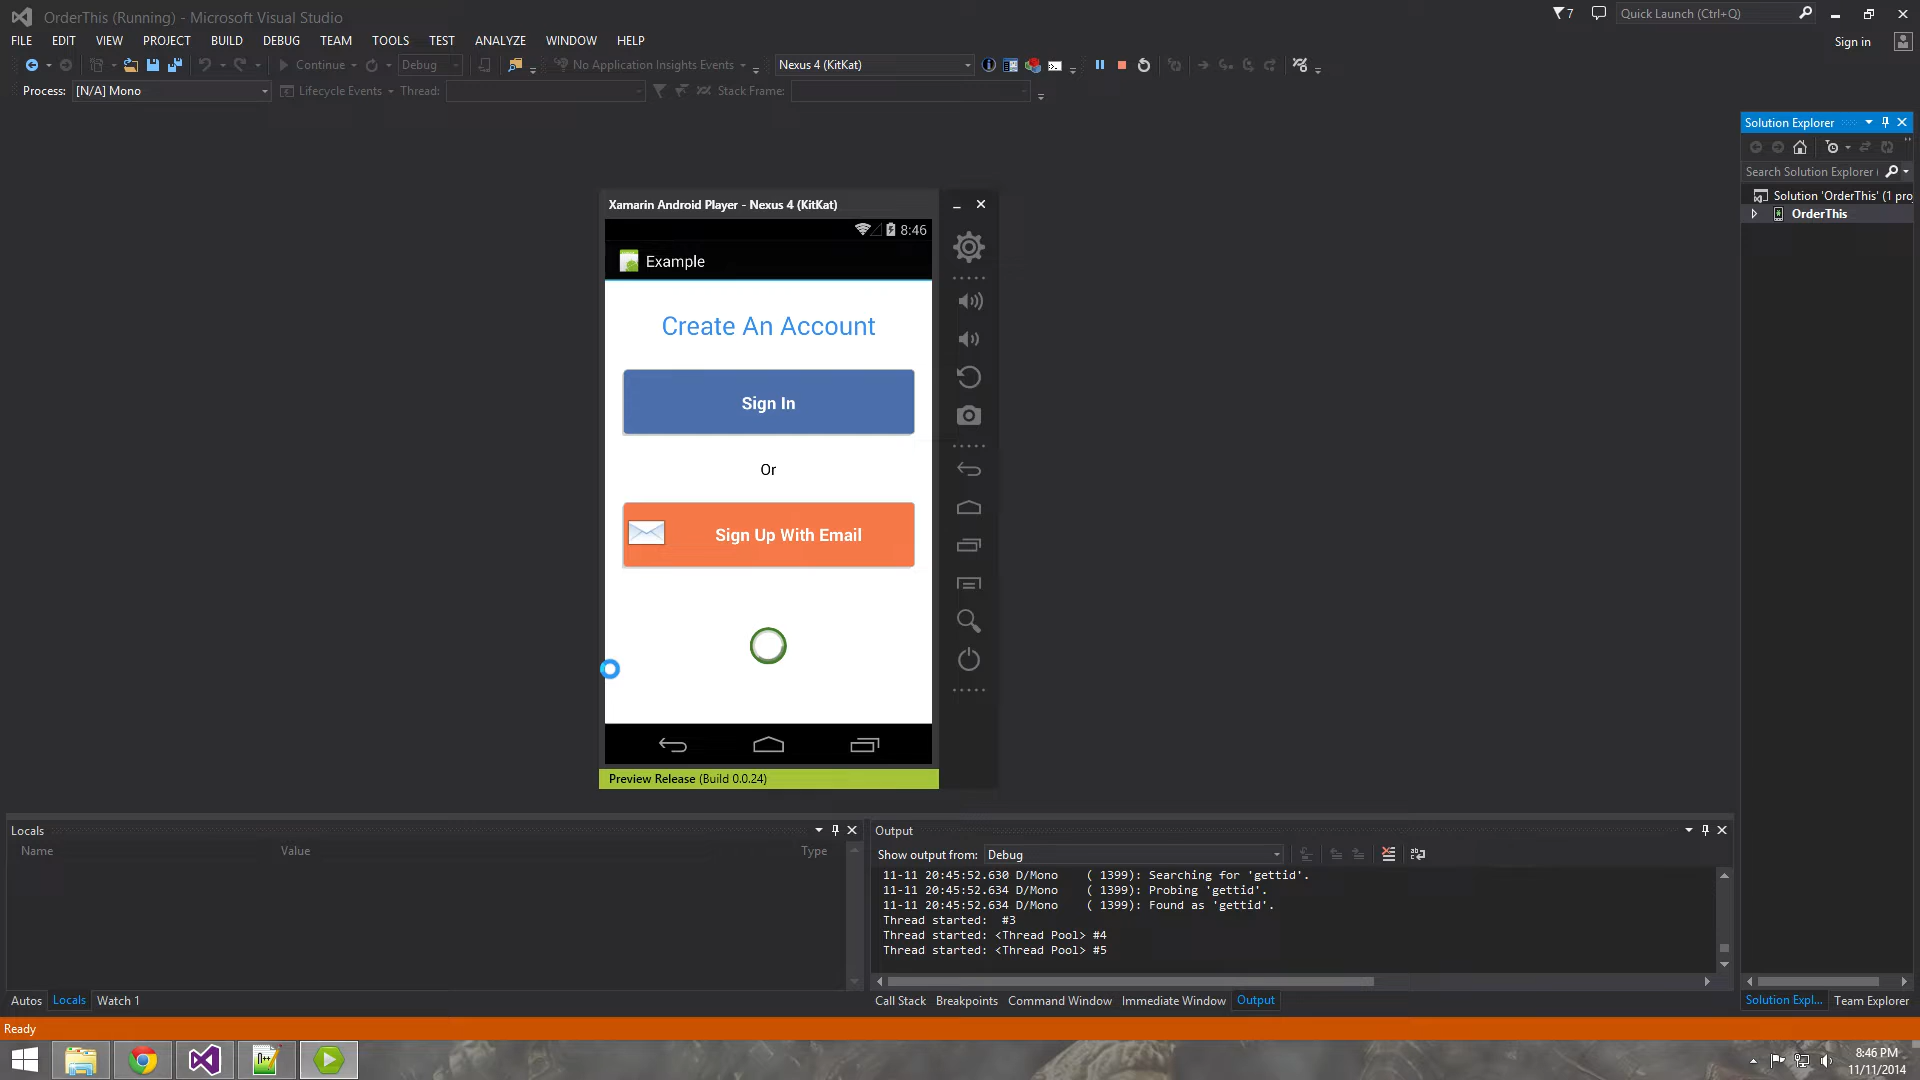 OrderThis (Running) - Microsoft Visual Studio
7
Quick Launch (Ctrl+Q)
FILE EDIT VIEW PROJECT BUILD DEBUG TEAM TOOLS TEST ANALYZE WINDOW HELP
Sign in
Continue
Debug
No Application Insights Events
Nexus 4 (KitKat)
Process: [N/A] Mono
Lifecycle Events
Thread:
Stack Frame:
Solution Explorer
Search Solution Explorer (
Solution 'OrderThis' (1 proj
OrderThis
Xamarin Android Player - Nexus 4 (KitKat)
8:46
Example
Create An Account
Sign In
Or
Sign Up With Email
Preview Release (Build 0.0.24)
Locals
Name Value Type
Autos Locals Watch 1
Output
Show output from: Debug
11-11 20:45:52.630 D/Mono ( 1399): Searching for 'gettid'.
11-11 20:45:52.634 D/Mono ( 1399): Probing 'gettid'.
11-11 20:45:52.634 D/Mono ( 1399): Found as 'gettid'.
Thread started: #3
Thread started: <Thread Pool> #4
Thread started: <Thread Pool> #5
Call Stack Breakpoints Command Window Immediate Window Output
Solution Expl... Team Explorer
Ready
8:46 PM
11/11/2014